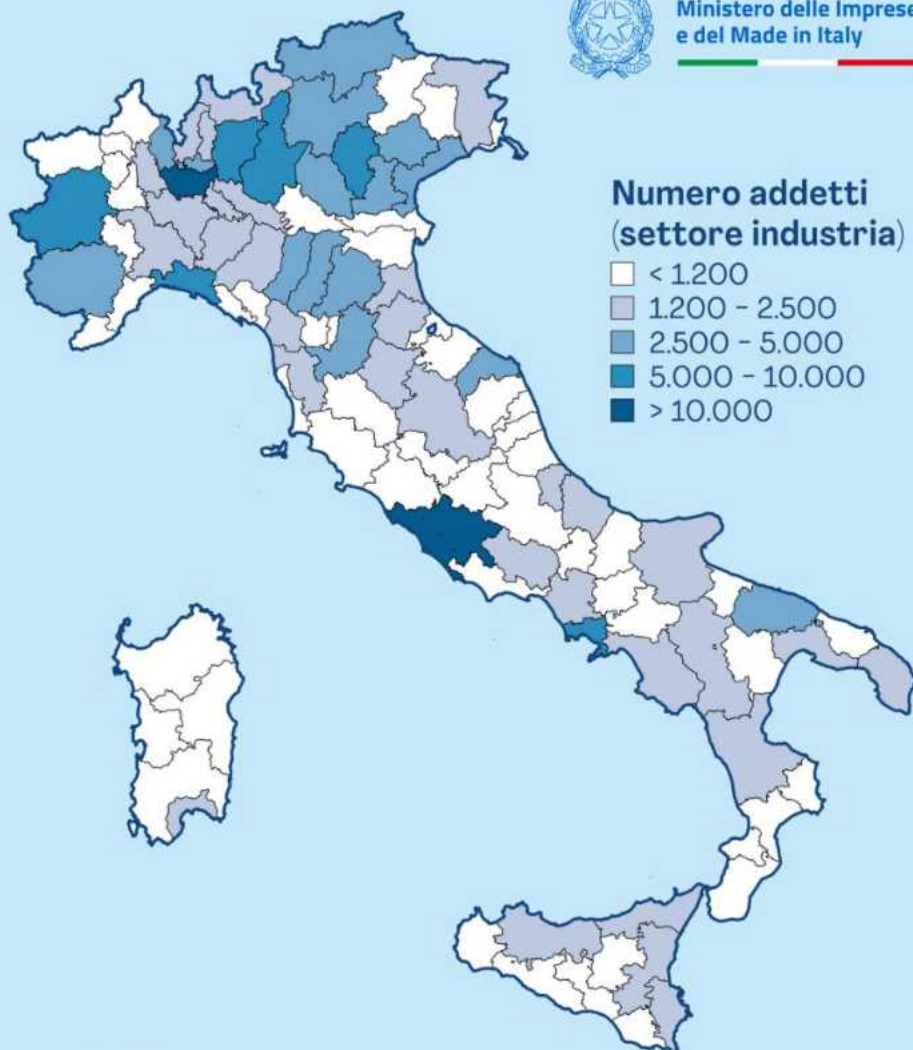 Ministero delle Imprese
e del Made in Italy
Numero addetti
(settore industria)
< 1.200
1.200 - 2.500
2.500 - 5.000
5.000 - 10.000
> 10.000